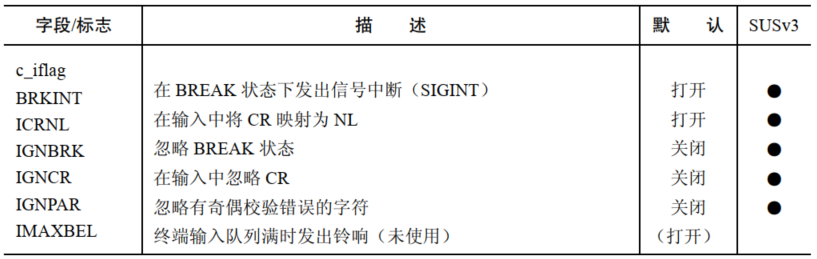 字段/标志 描 述 默 认 SUSv3
c_iflag
BRKINT 在 BREAK 状态下发出信号中断（SIGINT） 打开 ●
ICRNL 在输入中将 CR 映射为 NL 打开 ●
IGNBRK 忽略 BREAK 状态 关闭 ●
IGNCR 在输入中忽略 CR 关闭 ●
IGNPAR 忽略有奇偶校验错误的字符 关闭 ●
IMAXBEL 终端输入队列满时发出铃响（未使用） （打开）